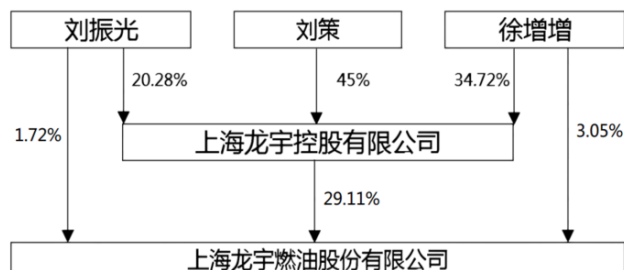 刘振光 刘策 徐增增
20.28% 45% 34.72%
1.72% 3.05%
上海龙宇控股有限公司
29.11%
上海龙宇燃油股份有限公司